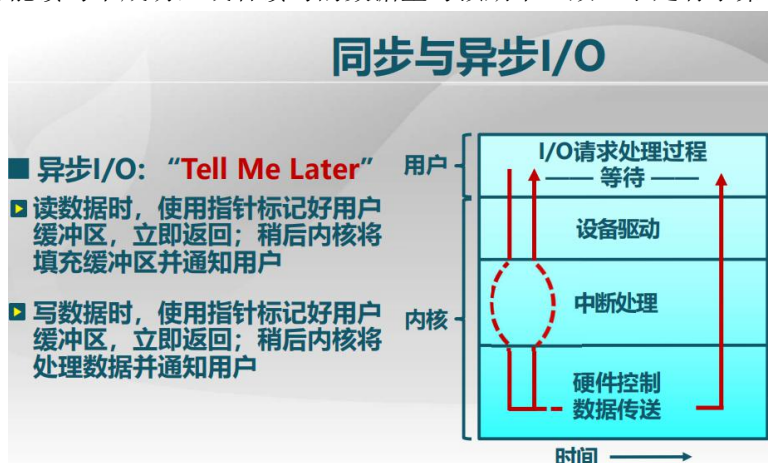 同步与异步I/O
异步I/O: “Tell Me Later”
读数据时，使用指针标记好用户
缓冲区，立即返回；稍后内核将
填充缓冲区并通知用户
写数据时，使用指针标记好用户
缓冲区，立即返回；稍后内核将
处理数据并通知用户
用户
I/O请求处理过程
等待
设备驱动
内核
中断处理
硬件控制
数据传送
时间